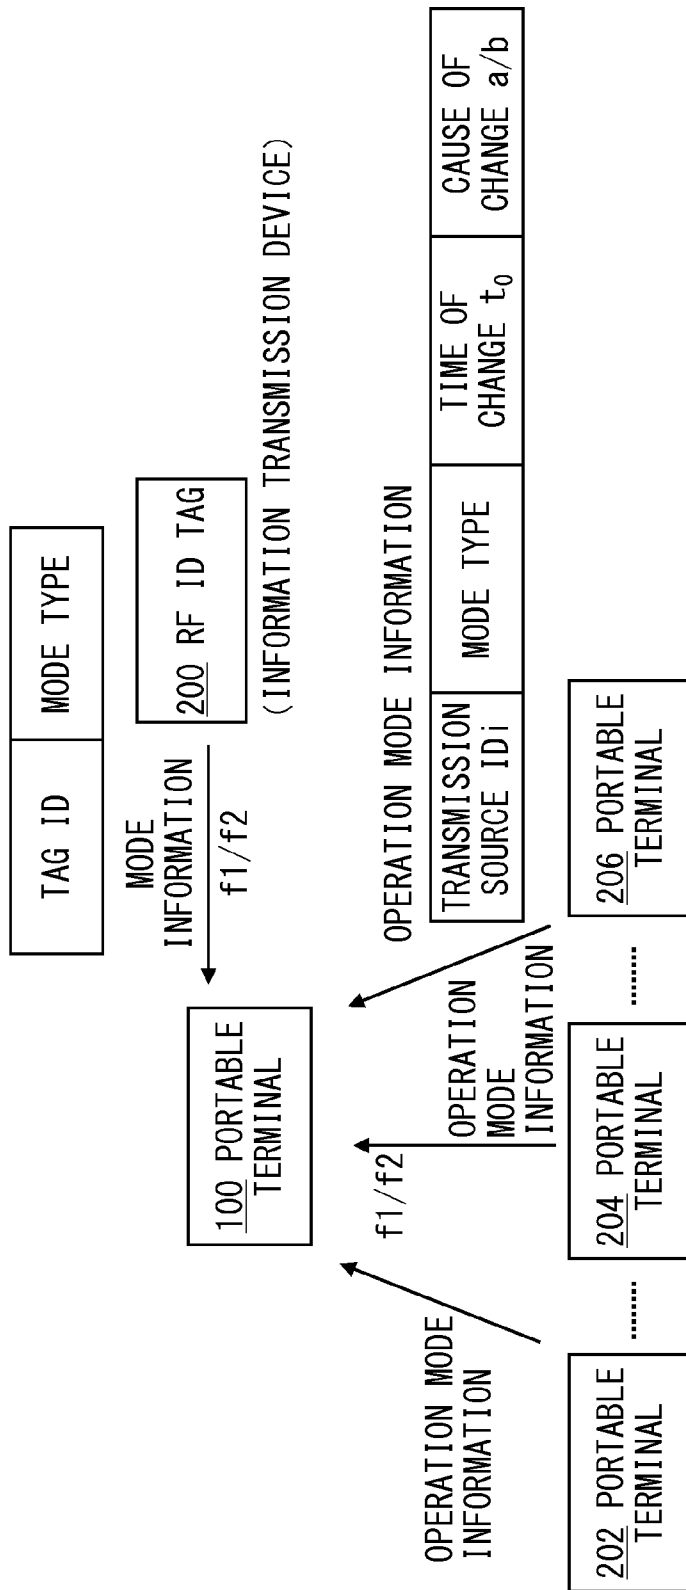 TAG ID
MODE TYPE
MODE
INFORMATION
f1/f2
200 RF ID TAG
(INFORMATION TRANSMISSION DEVICE)
100 PORTABLE
TERMINAL
OPERATION MODE INFORMATION
TRANSMISSION
SOURCE IDi
MODE TYPE
TIME OF
CHANGE t0
CAUSE OF
CHANGE a/b
OPERATION MODE
INFORMATION
f1/f2
OPERATION
MODE
INFORMATION
202 PORTABLE
TERMINAL
........
204 PORTABLE
TERMINAL
........
206 PORTABLE
TERMINAL